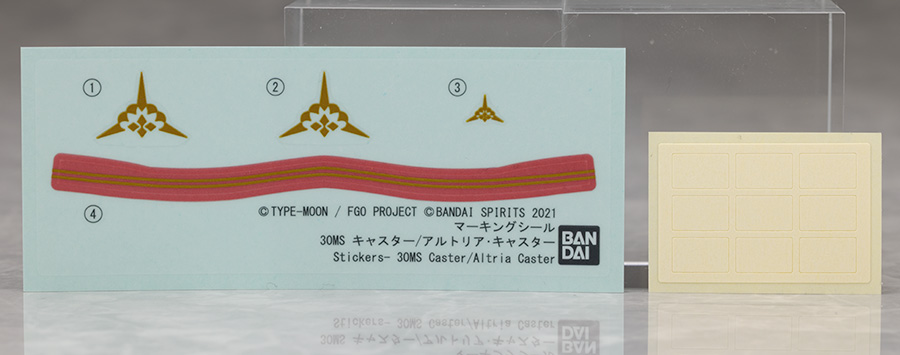 ① ② ③
④
©TYPE-MOON / FGO PROJECT ©BANDAI SPIRITS 2021
マーキングシール
30MS キャスター/アルトリア・キャスター
Stickers- 30MS Caster/Altria Caster
BAN
DAI